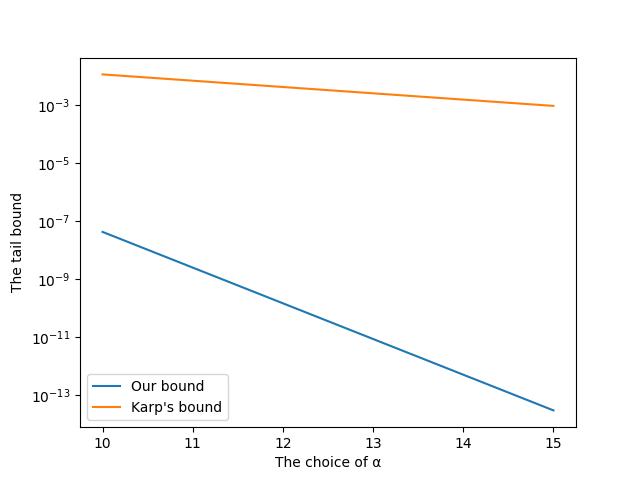 The tail bound
10⁻³
10⁻⁵
10⁻⁷
10⁻⁹
10⁻¹¹
10⁻¹³
Our bound
Karp's bound
10 11 12 13 14 15
The choice of α